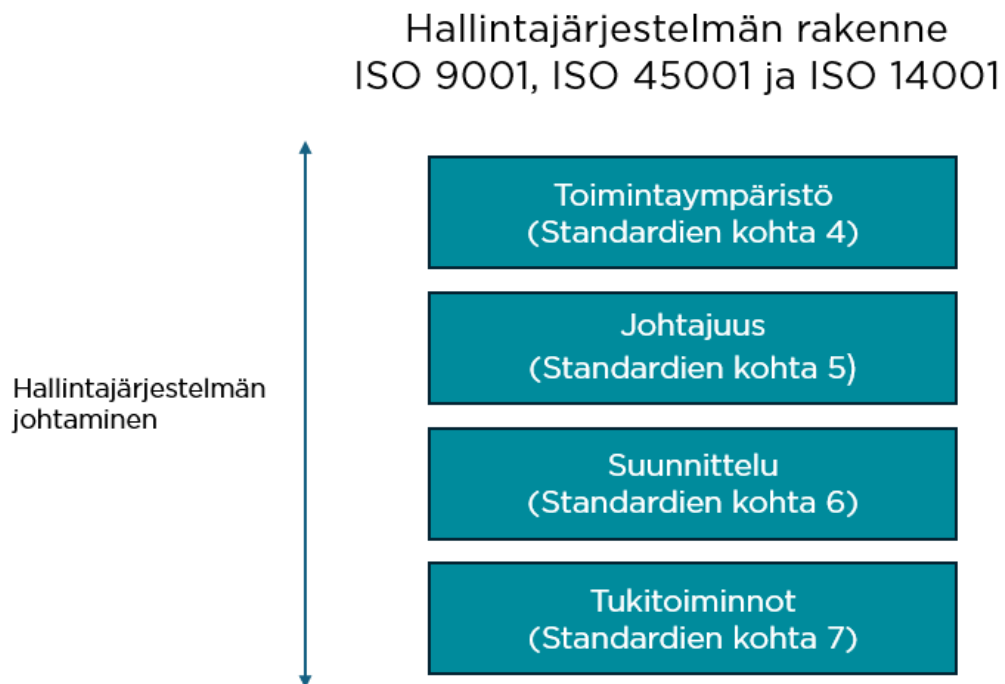 Hallintajärjestelmän rakenne
ISO 9001, ISO 45001 ja ISO 14001
Toimintaympäristö
(Standardien kohta 4)
Johtajuus
(Standardien kohta 5)
Hallintajärjestelmän
johtaminen
Suunnittelu
(Standardien kohta 6)
Tukitoiminnot
(Standardien kohta 7)